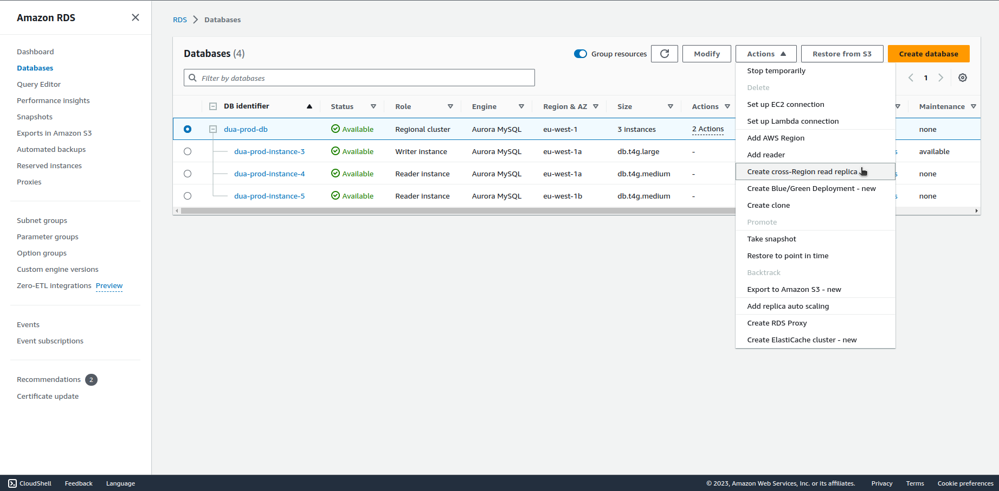 Amazon RDS
Dashboard
Databases
Query Editor
Performance insights
Snapshots
Exports in Amazon S3
Automated backups
Reserved instances
Proxies
Subnet groups
Parameter groups
Option groups
Custom engine versions
Zero-ETL integrations Preview
Events
Event subscriptions
Recommendations 2
Certificate update
RDS > Databases
Databases (4)
Group resources
Modify
Actions
Restore from S3
Create database
Filter by databases
1
DB identifier Status Role Engine Region & AZ Size Actions Maintenance
dua-prod-db Available Regional cluster Aurora MySQL eu-west-1 3 instances 2 Actions none
dua-prod-instance-3 Available Writer instance Aurora MySQL eu-west-1a db.t4g.large - s available
dua-prod-instance-4 Available Reader instance Aurora MySQL eu-west-1a db.t4g.medium - s none
dua-prod-instance-5 Available Reader instance Aurora MySQL eu-west-1b db.t4g.medium - s none
Stop temporarily
Delete
Set up EC2 connection
Set up Lambda connection
Add AWS Region
Add reader
Create cross-Region read replica
Create Blue/Green Deployment - new
Create clone
Promote
Take snapshot
Restore to point in time
Backtrack
Export to Amazon S3 - new
Add replica auto scaling
Create RDS Proxy
Create ElastiCache cluster - new
CloudShell Feedback Language © 2023, Amazon Web Services, Inc. or its affiliates. Privacy Terms Cookie preferences